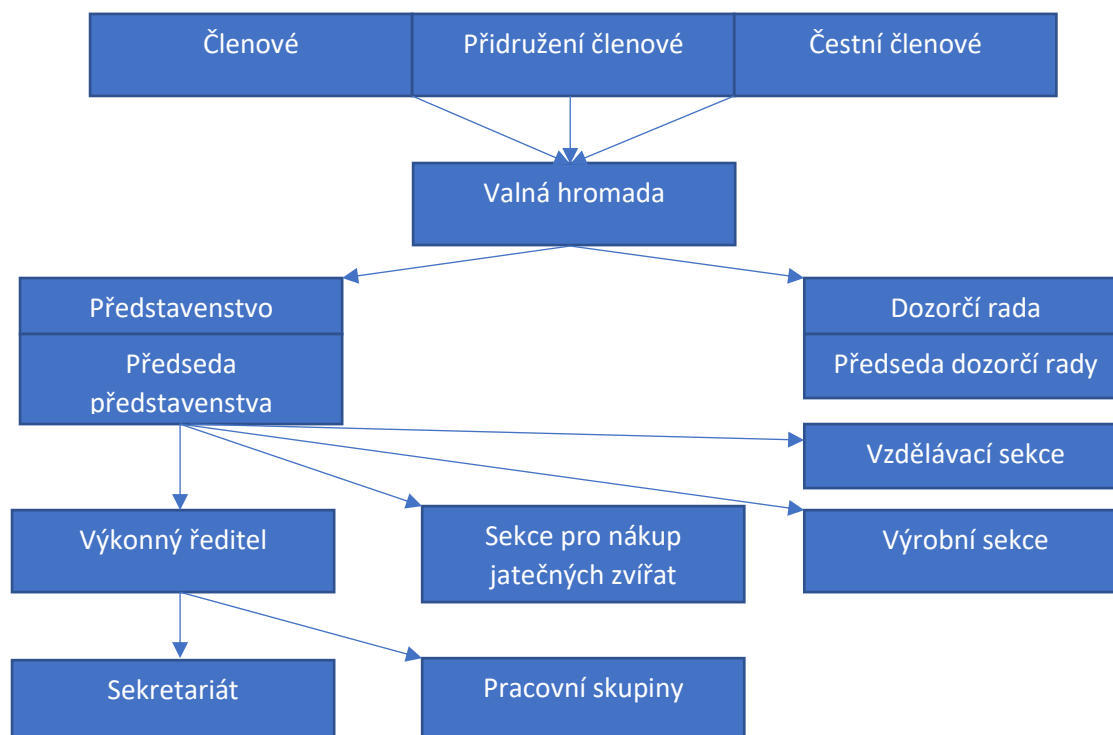 Členové
Přidružení členové
Čestní členové
Valná hromada
Představenstvo
Dozorčí rada
Předseda
představenstva
Předseda dozorčí rady
Vzdělávací sekce
Výkonný ředitel
Sekce pro nákup
jatečných zvířat
Výrobní sekce
Sekretariát
Pracovní skupiny